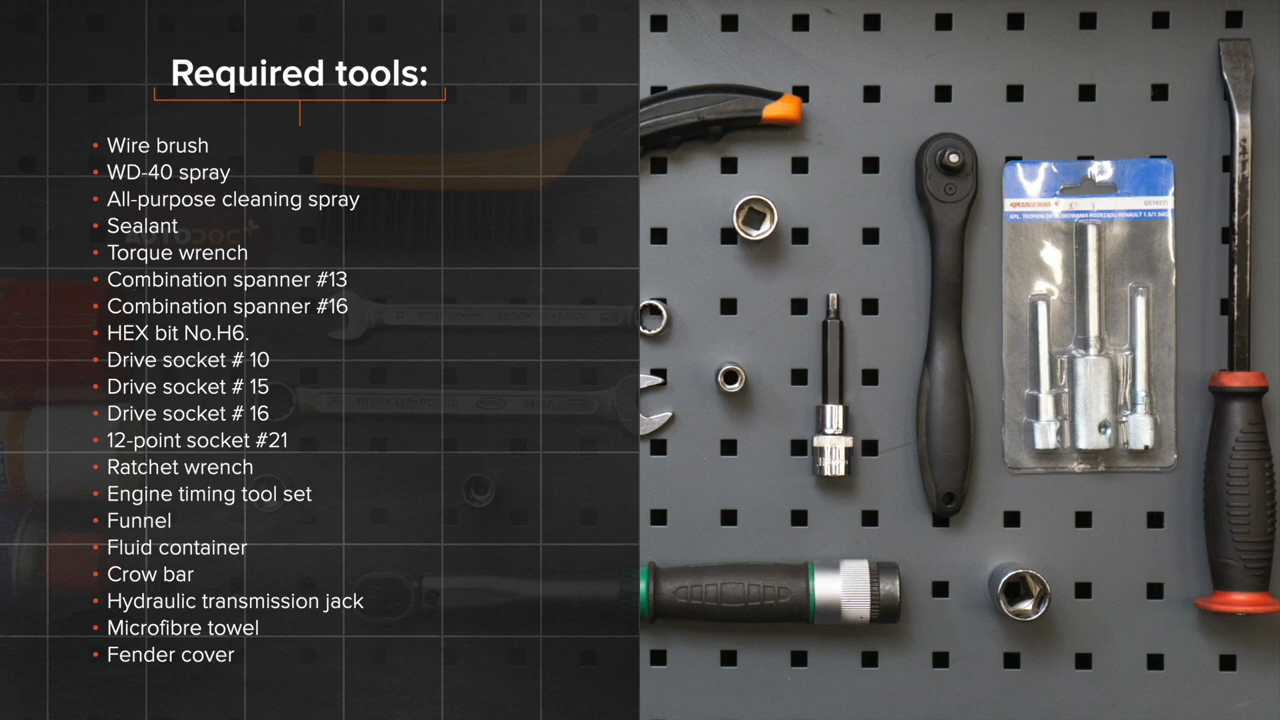 Required tools:
• Wire brush
• WD-40 spray
• All-purpose cleaning spray
• Sealant
• Torque wrench
• Combination spanner #13
• Combination spanner #16
• HEX bit No.H6.
• Drive socket # 10
• Drive socket # 15
• Drive socket # 16
• 12-point socket #21
• Ratchet wrench
• Engine timing tool set
• Funnel
• Fluid container
• Crow bar
• Hydraulic transmission jack
• Microfibre towel
• Fender cover
AUTODOC